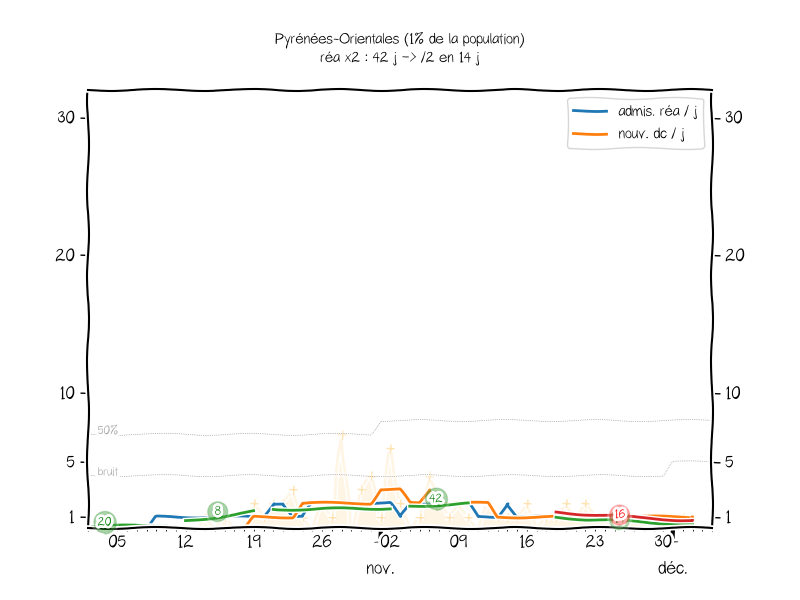 Pyrénées-Orientales (1% de la population)
réa x2 : 42 j -> /2 en 14 j
admis. réa / j
nouv. dc / j
30 30
20 20
10 10
50%
5 5
bruit
1 1
20 8 42 16
05 12 19 26 02 09 16 23 30
nov. déc.